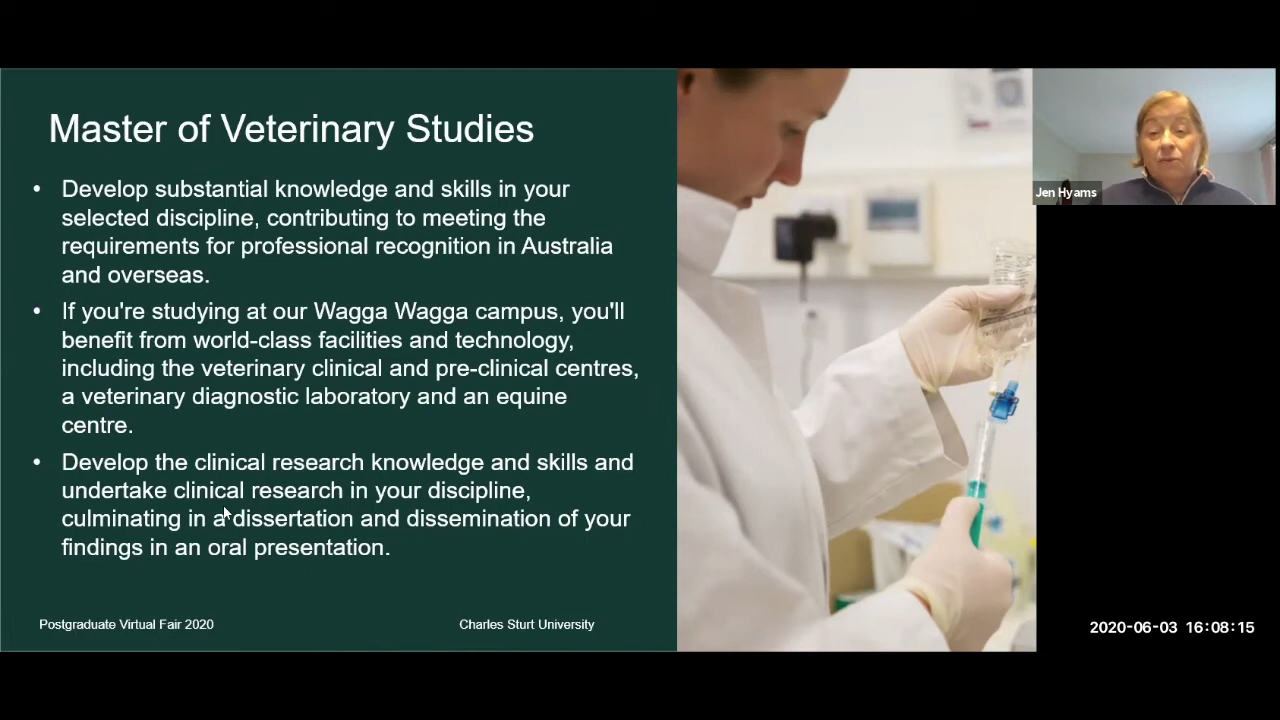 Master of Veterinary Studies
• Develop substantial knowledge and skills in your
selected discipline, contributing to meeting the
requirements for professional recognition in Australia
and overseas.
• If you're studying at our Wagga Wagga campus, you'll
benefit from world-class facilities and technology,
including the veterinary clinical and pre-clinical centres,
a veterinary diagnostic laboratory and an equine
centre.
• Develop the clinical research knowledge and skills and
undertake clinical research in your discipline,
culminating in a dissertation and dissemination of your
findings in an oral presentation.
Postgraduate Virtual Fair 2020
Charles Sturt University
Jen Hyams
2020-06-03 16:08:15